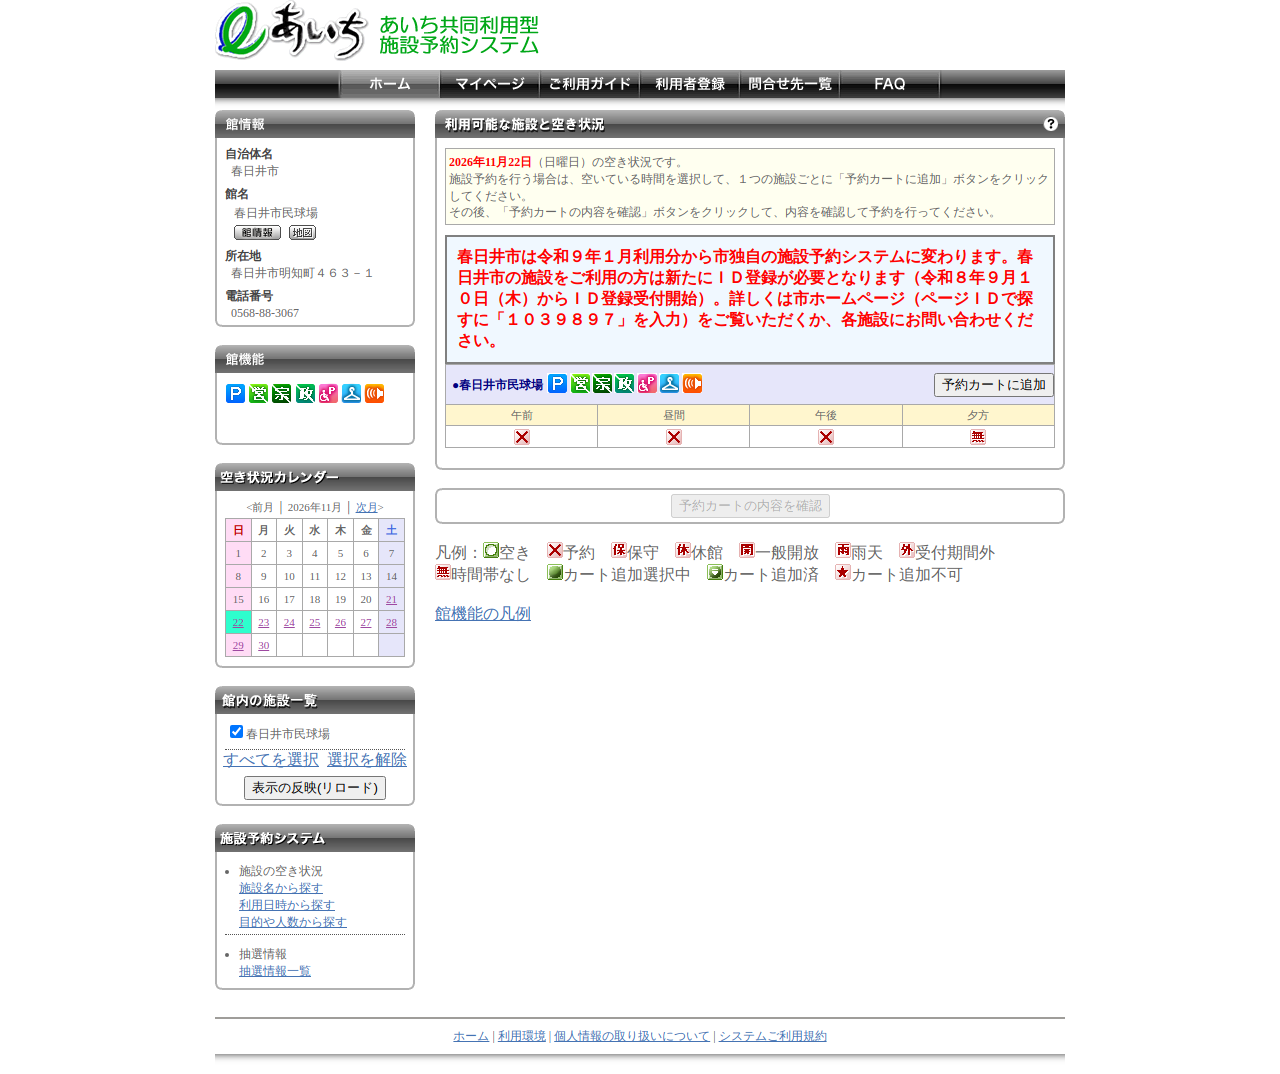 あいち あいち共同利用型
施設予約システム
ホーム マイページ ご利用ガイド 利用者登録 問合せ先一覧 FAQ
館情報
自治体名
春日井市
館名
春日井市民球場
館情報 地図
所在地
春日井市明知町４６３－１
電話番号
0568-88-3067
館機能
P 営 宗 政 P
空き状況カレンダー
<前月 │ 2026年11月 │ 次月>
日 月 火 水 木 金 土
1 2 3 4 5 6 7
8 9 10 11 12 13 14
15 16 17 18 19 20 21
22 23 24 25 26 27 28
29 30
館内の施設一覧
春日井市民球場
すべてを選択 選択を解除
表示の反映(リロード)
施設予約システム
施設の空き状況
施設名から探す
利用日時から探す
目的や人数から探す
抽選情報
抽選情報一覧
利用可能な施設と空き状況 ?
2026年11月22日（日曜日）の空き状況です。
施設予約を行う場合は、空いている時間を選択して、１つの施設ごとに「予約カートに追加」ボタンをクリック
してください。
その後、「予約カートの内容を確認」ボタンをクリックして、内容を確認して予約を行ってください。
春日井市は令和９年１月利用分から市独自の施設予約システムに変わります。春
日井市の施設をご利用の方は新たにＩＤ登録が必要となります（令和８年９月１
０日（木）からＩＤ登録受付開始）。詳しくは市ホームページ（ページＩＤで探
すに「１０３９８９７」を入力）をご覧いただくか、各施設にお問い合わせくだ
さい。
●春日井市民球場 P 営 宗 政 P 予約カートに追加
午前 昼間 午後 夕方
無
予約カートの内容を確認
凡例：空き 予約 保保守 休休館 開一般開放 雨雨天 外受付期間外
無時間帯なし カート追加選択中 カート追加済 カート追加不可
館機能の凡例
ホーム | 利用環境 | 個人情報の取り扱いについて | システムご利用規約